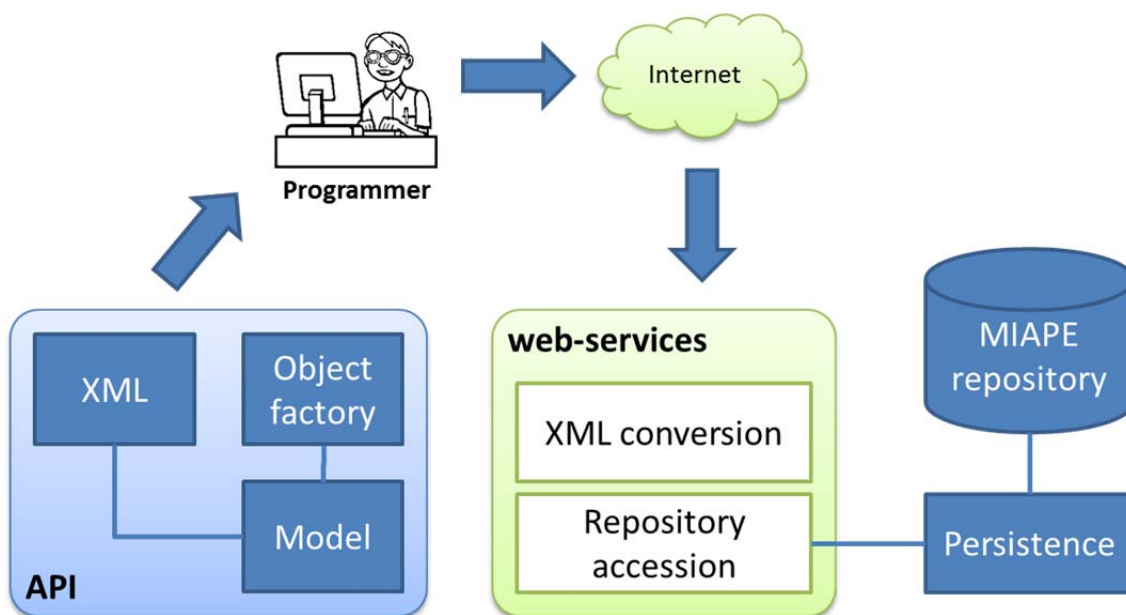 Internet
Programmer
XML
Object
factory
Model
API
web-services
XML conversion
Repository
accession
MIAPE
repository
Persistence